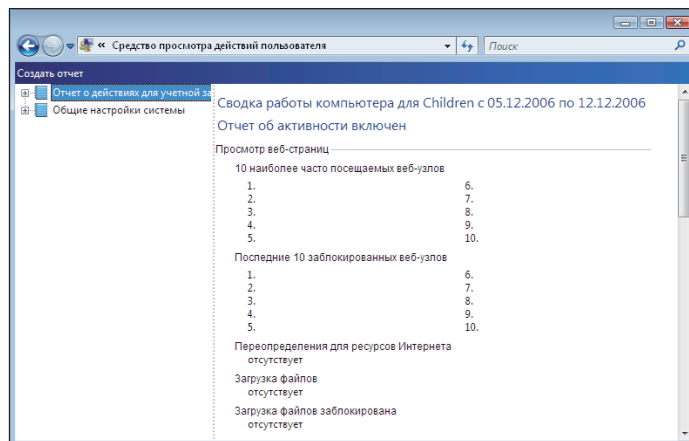 « Средство просмотра действий пользователя
Поиск
Создать отчет
Отчет о действиях для учетной за
Общие настройки системы
Сводка работы компьютера для Children с 05.12.2006 по 12.12.2006
Отчет об активности включен
Просмотр веб-страниц
10 наиболее часто посещаемых веб-узлов
1. 6.
2. 7.
3. 8.
4. 9.
5. 10.
Последние 10 заблокированных веб-узлов
1. 6.
2. 7.
3. 8.
4. 9.
5. 10.
Переопределения для ресурсов Интернета
отсутствует
Загрузка файлов
отсутствует
Загрузка файлов заблокирована
отсутствует